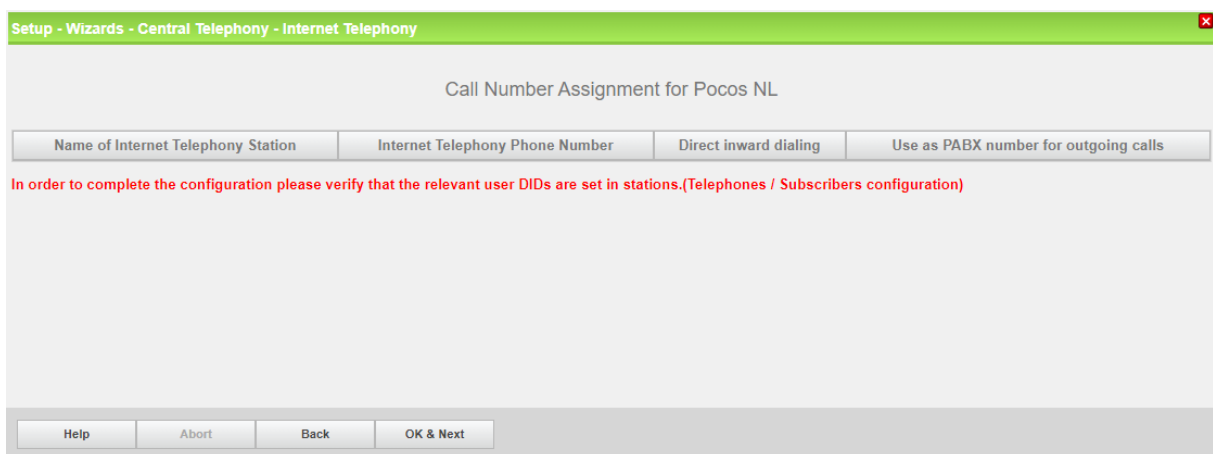 Setup - Wizards - Central Telephony - Internet Telephony
Call Number Assignment for Pocos NL
Name of Internet Telephony Station Internet Telephony Phone Number Direct inward dialing Use as PABX number for outgoing calls
In order to complete the configuration please verify that the relevant user DIDs are set in stations.(Telephones / Subscribers configuration)
Help Abort Back OK & Next